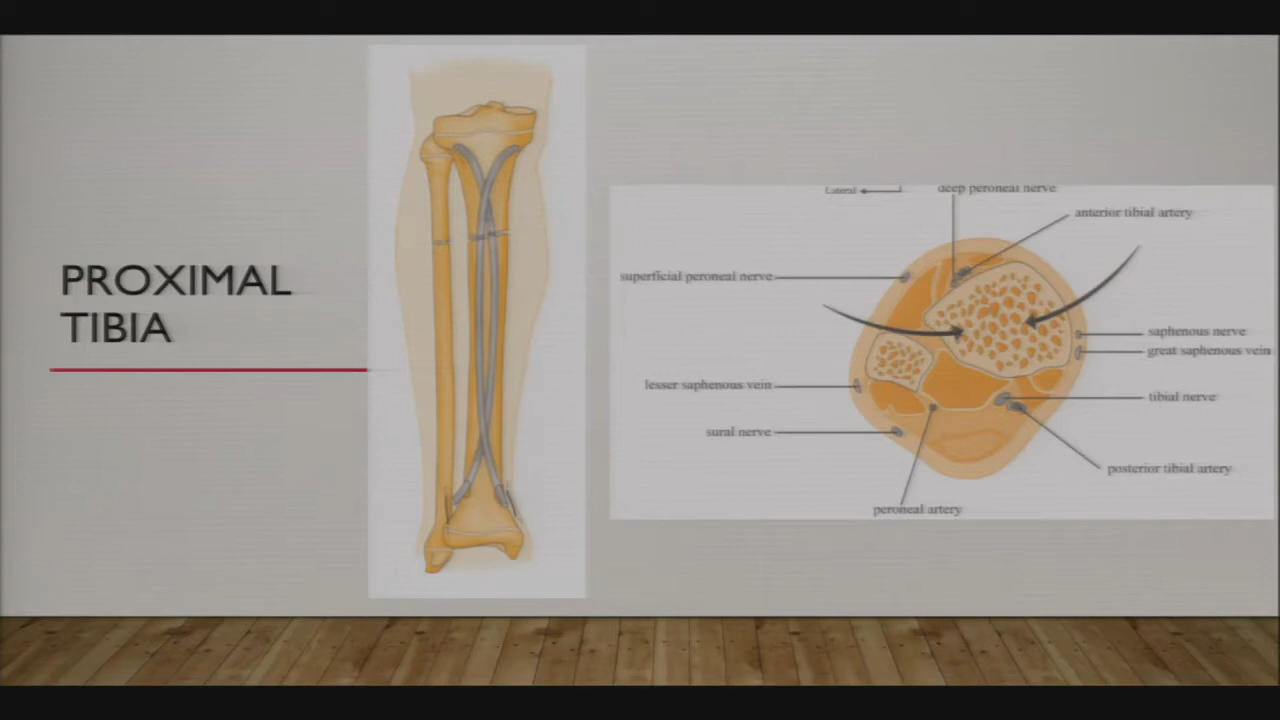 PROXIMAL
TIBIA
Lateral
deep peroneal nerve
anterior tibial artery
superficial peroneal nerve
saphenous nerve
great saphenous vein
lesser saphenous vein
tibial nerve
sural nerve
posterior tibial artery
peroneal artery